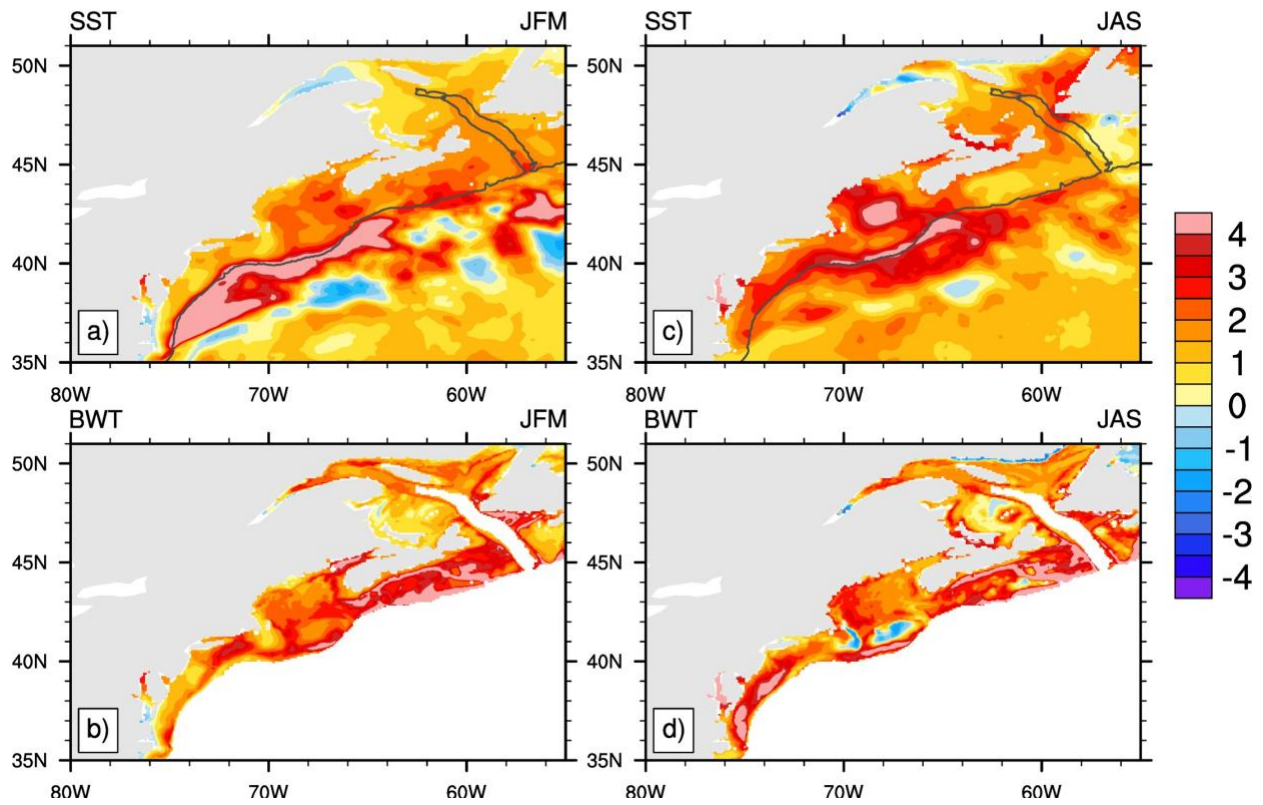 SST JFM
50N
45N
40N
35N
a)
80W 70W 60W
SST JAS
50N
45N
40N
35N
c)
80W 70W 60W
BWT JFM
50N
45N
40N
35N
b)
80W 70W 60W
BWT JAS
50N
45N
40N
35N
d)
80W 70W 60W
4
3
2
1
0
-1
-2
-3
-4